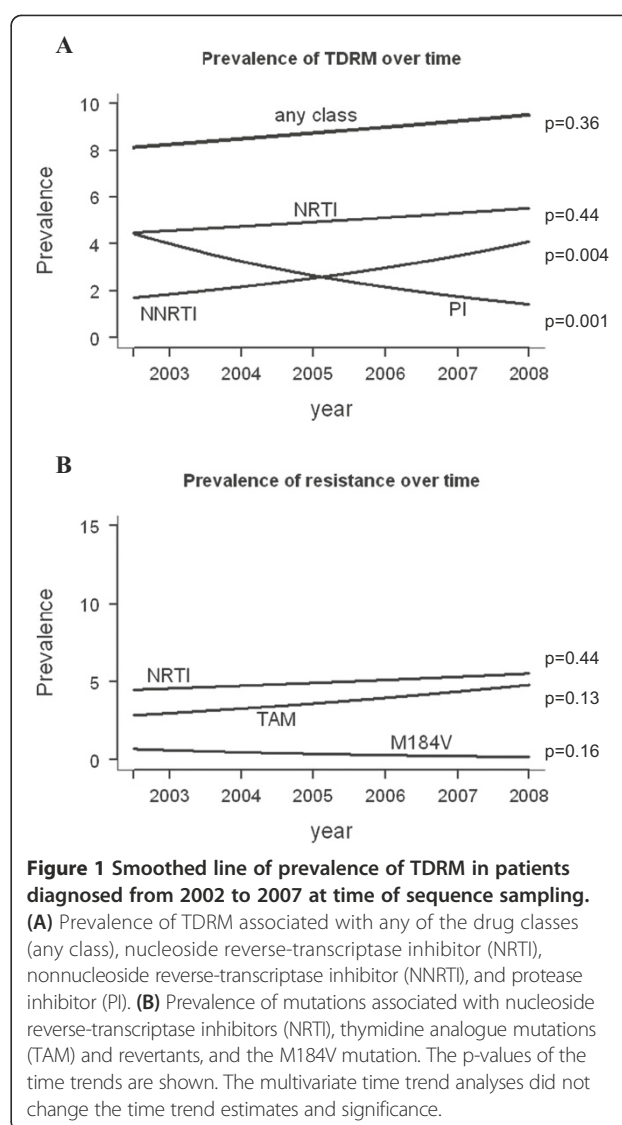 A
Prevalence of TDRM over time
10
8
6
4
2
0
Prevalence
any class
NRTI
NNRTI
PI
p=0.36
p=0.44
p=0.004
p=0.001
2003 2004 2005 2006 2007 2008
year
B
Prevalence of resistance over time
15
10
5
0
Prevalence
NRTI
TAM
M184V
p=0.44
p=0.13
p=0.16
2003 2004 2005 2006 2007 2008
year
Figure 1 Smoothed line of prevalence of TDRM in patients
diagnosed from 2002 to 2007 at time of sequence sampling.
(A) Prevalence of TDRM associated with any of the drug classes
(any class), nucleoside reverse-transcriptase inhibitor (NRTI),
nonnucleoside reverse-transcriptase inhibitor (NNRTI), and protease
inhibitor (PI). (B) Prevalence of mutations associated with nucleoside
reverse-transcriptase inhibitors (NRTI), thymidine analogue mutations
(TAM) and revertants, and the M184V mutation. The p-values of the
time trends are shown. The multivariate time trend analyses did not
change the time trend estimates and significance.